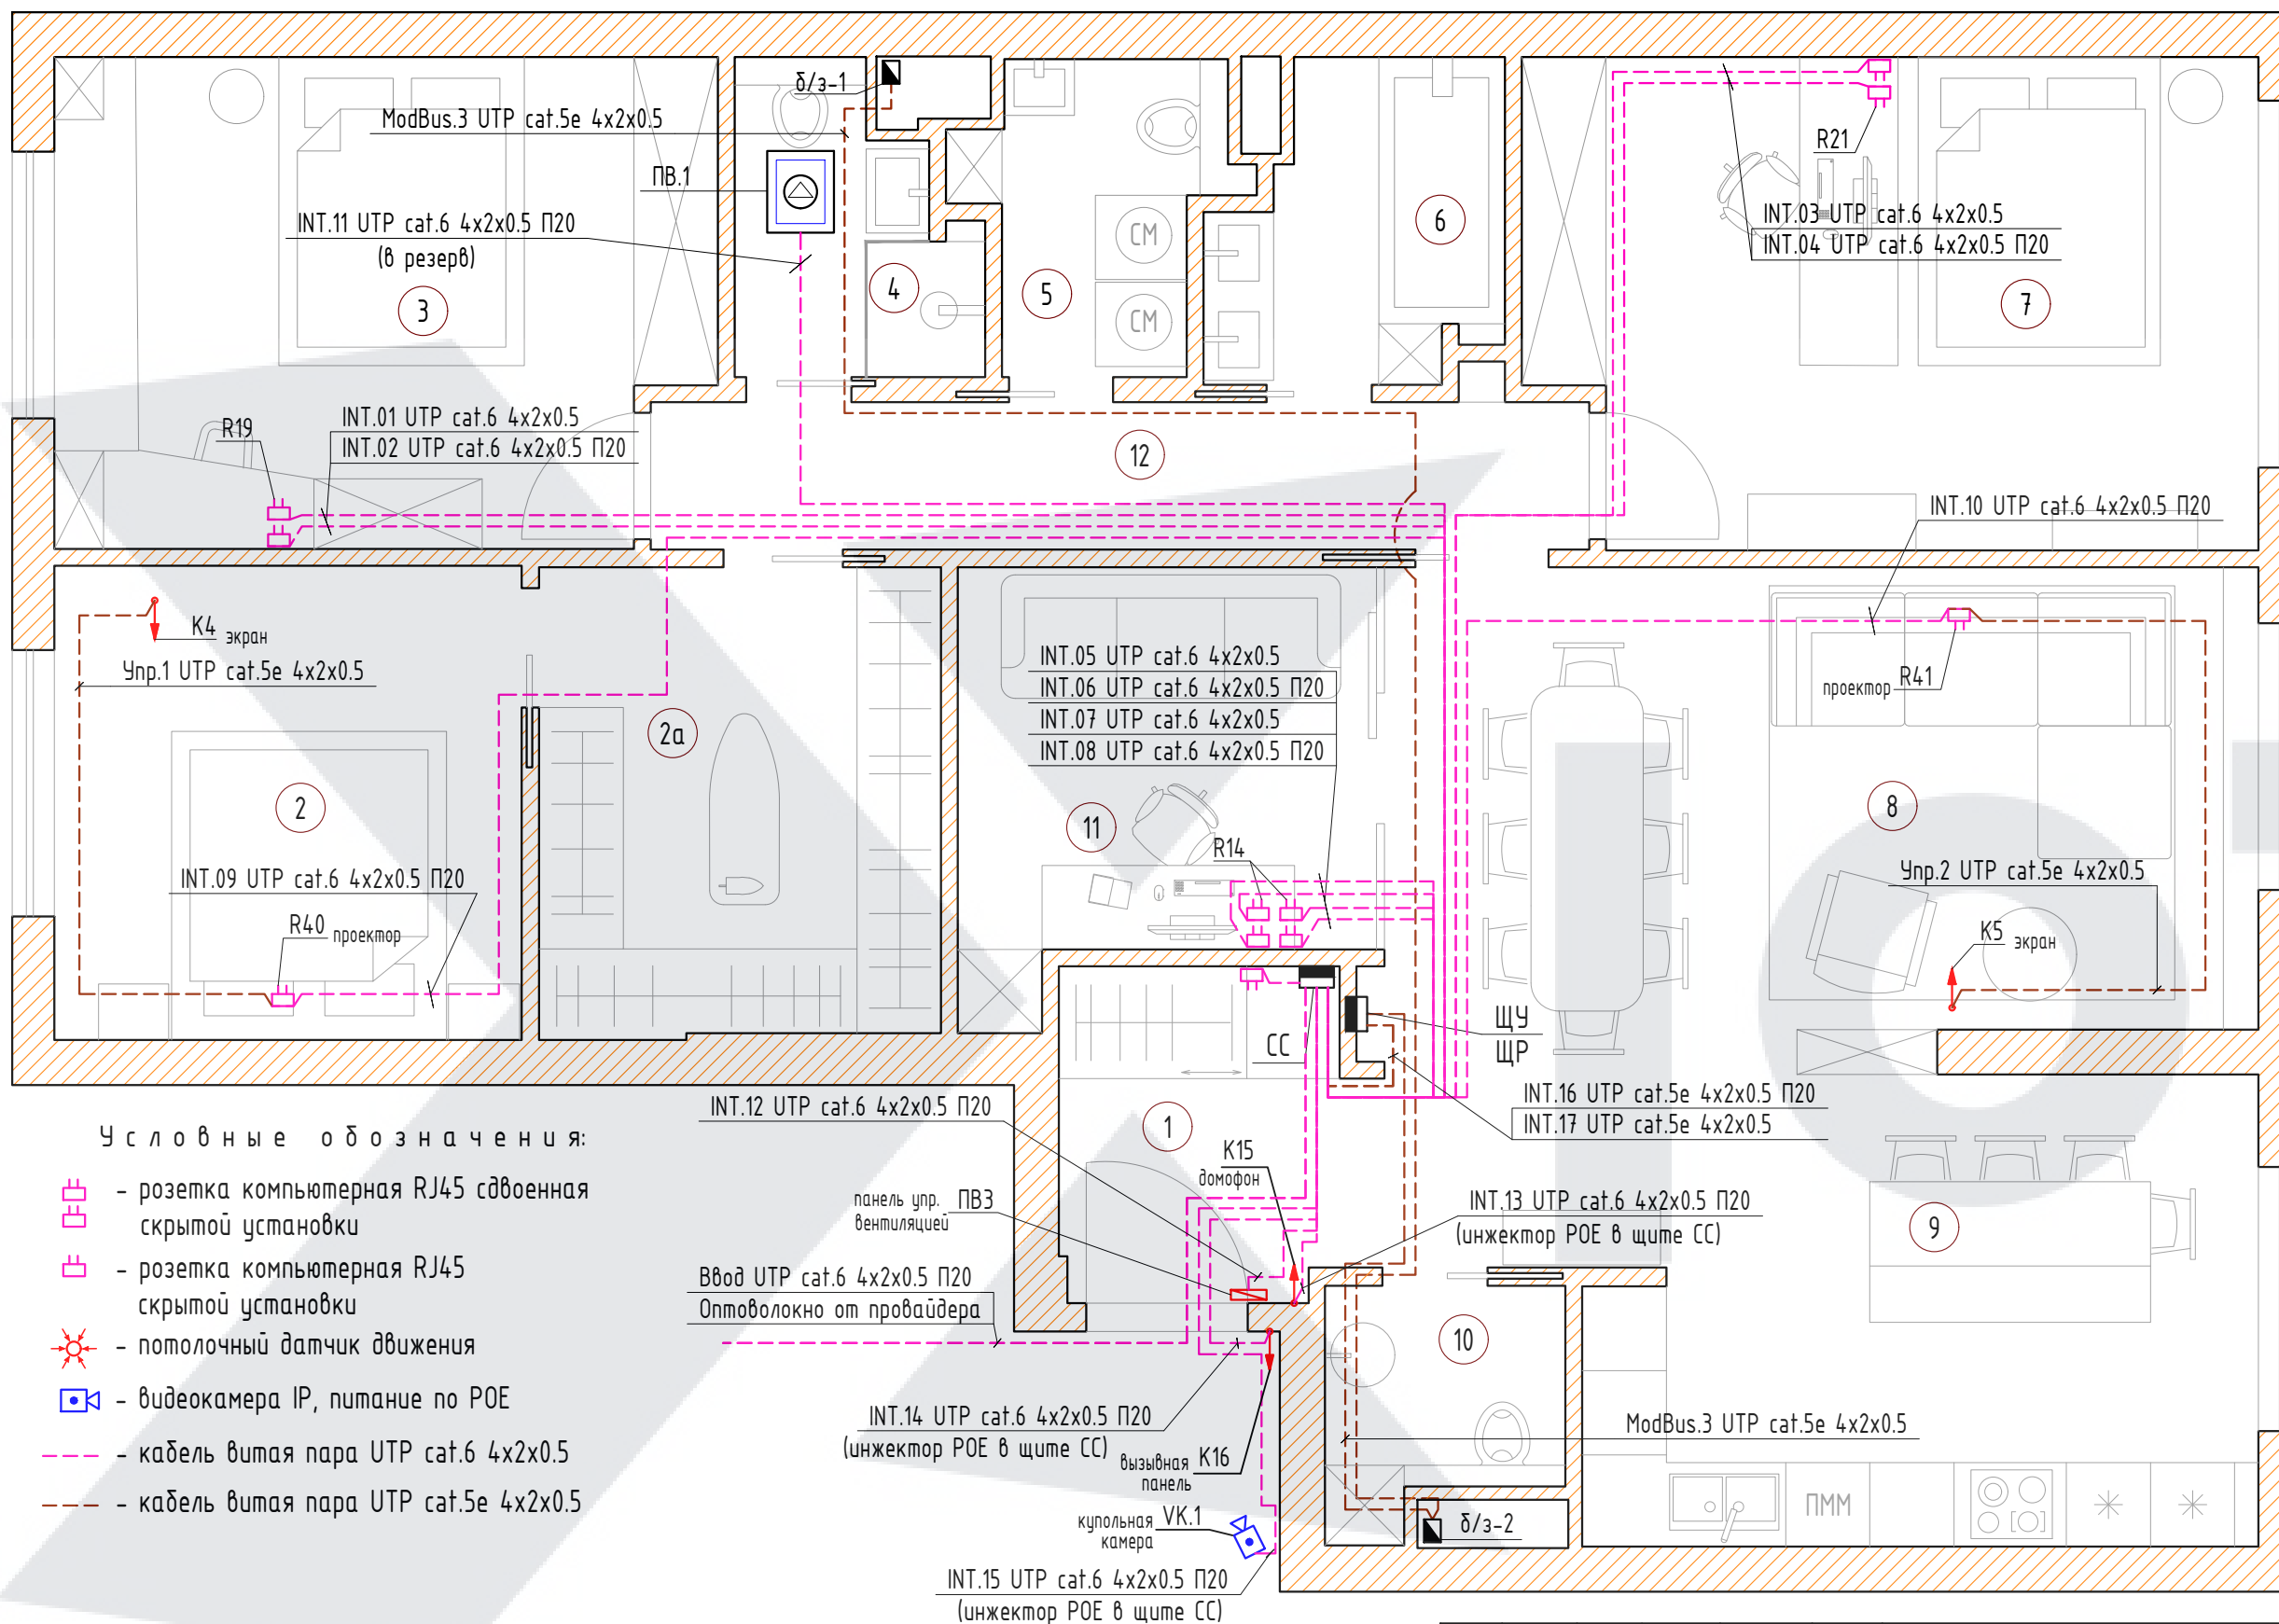 б/з-1
ModBus.3 UTP cat.5e 4x2x0.5
ПВ.1
INT.11 UTP cat.6 4x2x0.5 П20
(в резерв)
3
4
5
СМ
СМ
6
R21
INT.03 UTP cat.6 4x2x0.5
INT.04 UTP cat.6 4x2x0.5 П20
7
R19
INT.01 UTP cat.6 4x2x0.5
INT.02 UTP cat.6 4x2x0.5 П20
12
INT.10 UTP cat.6 4x2x0.5 П20
К4 экран
Упр.1 UTP cat.5e 4x2x0.5
2а
INT.05 UTP cat.6 4x2x0.5
INT.06 UTP cat.6 4x2x0.5 П20
INT.07 UTP cat.6 4x2x0.5
INT.08 UTP cat.6 4x2x0.5 П20
проектор R41
2
11
8
R14
INT.09 UTP cat.6 4x2x0.5 П20
R40 проектор
Упр.2 UTP cat.5e 4x2x0.5
К5 экран
СС
ЩУ
ЩР
INT.12 UTP cat.6 4x2x0.5 П20
INT.16 UTP cat.5e 4x2x0.5 П20
INT.17 UTP cat.5e 4x2x0.5
1
К15
домофон
панель упр. ПВ3
вентиляцией
INT.13 UTP cat.6 4x2x0.5 П20
(инжектор POE в щите СС)
9
Ввод UTP cat.6 4x2x0.5 П20
Оптоволокно от провайдера
10
INT.14 UTP cat.6 4x2x0.5 П20
(инжектор POE в щите СС)
вызывная К16
панель
ModBus.3 UTP cat.5e 4x2x0.5
ПММ
купольная VK.1
камера
б/з-2
INT.15 UTP cat.6 4x2x0.5 П20
(инжектор POE в щите СС)
Условные обозначения:
- розетка компьютерная RJ45 сдвоенная
скрытой установки
- розетка компьютерная RJ45
скрытой установки
- потолочный датчик движения
- видеокамера IP, питание по POE
- кабель витая пара UTP cat.6 4x2x0.5
- кабель витая пара UTP cat.5e 4x2x0.5